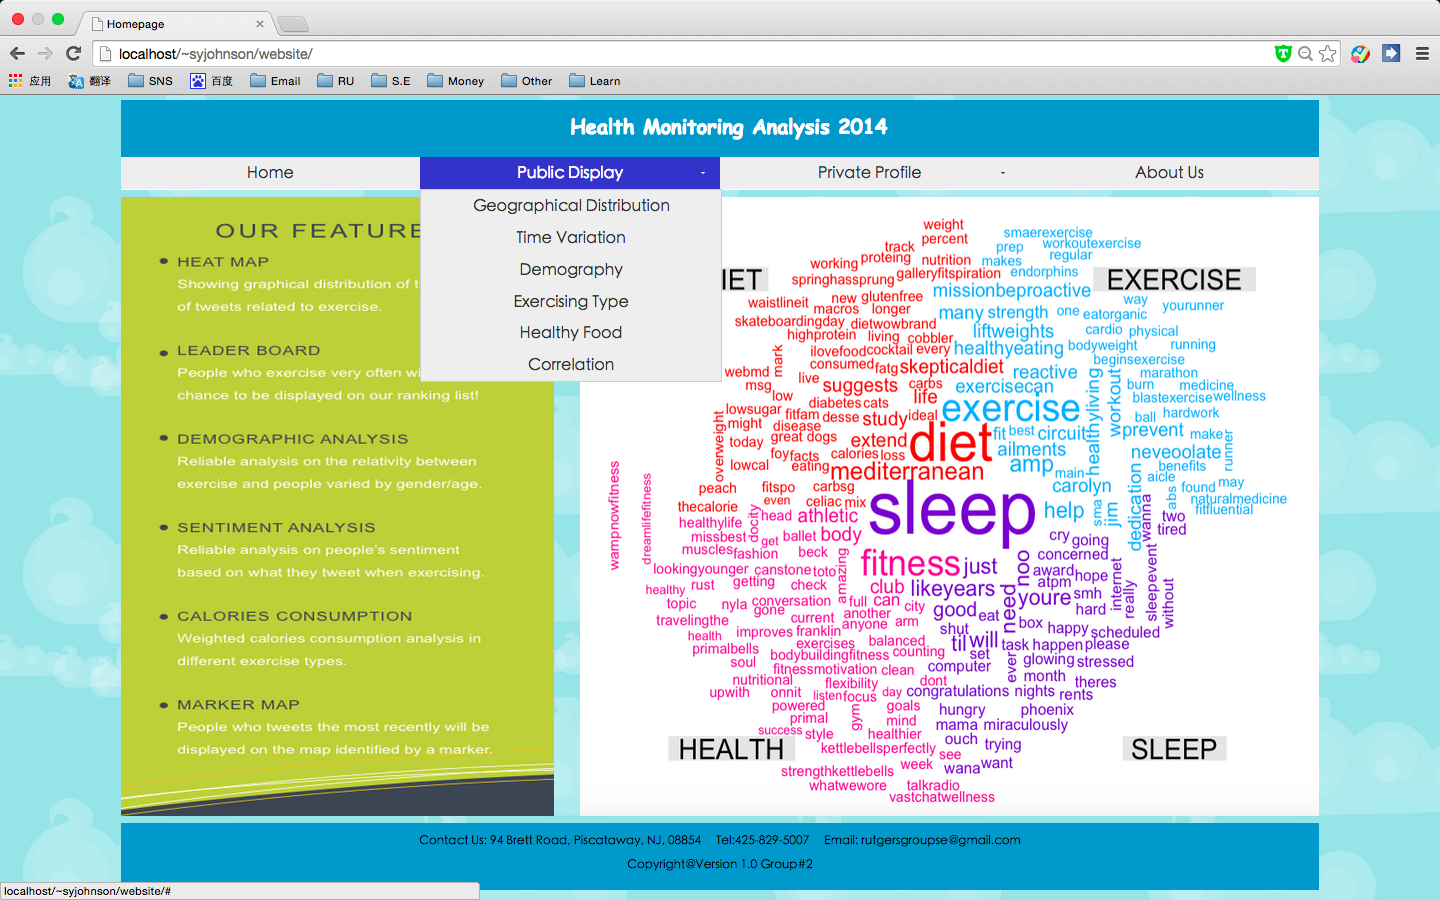 Homepage
localhost/~syjohnson/website/
应用 翻译 SNS 百度 Email RU S.E Money Other Learn
Health Monitoring Analysis 2014
Home Public Display Private Profile About Us
Geographical Distribution
Time Variation
Demography
Exercising Type
Healthy Food
Correlation
OUR FEATURE
HEAT MAP
Showing graphical distribution of t
of tweets related to exercise.
LEADER BOARD
People who exercise very often wi
chance to be displayed on our ranking list!
DEMOGRAPHIC ANALYSIS
Reliable analysis on the relativity between
exercise and people varied by gender/age.
SENTIMENT ANALYSIS
Reliable analysis on people's sentiment
based on what they tweet when exercising.
CALORIES CONSUMPTION
Weighted calories consumption analysis in
different exercise types.
MARKER MAP
People who tweets the most recently will be
displayed on the map identified by a marker.
IET
EXERCISE
weight
percent
smaerexercise
track
prep
workoutexercise
working
proteing
nutrition
makes
regular
springhassprung
galleryfitspiration
endorphins
waistlineit
new
glutenfree
missionbeproactive
way
yourunner
macros
longer
many
strength
one
eatorganic
skateboardingday
dietwowbrand
liftweights
cardio
physical
highprotein
living
cobbler
mark
ilovefood
cocktail
every
healthyeating
bodyweight
running
webmd
consumed
fatg
skepticaldiet
beginsexercise
msg
live
suggests
carbs
exercisecan
reactive
marathon
low
burn
medicine
diabetes
cats
life
exercise
healthyliving
workout
blastexercise
wellness
lowsugar
fitfam
desse
study
ideal
ball
hardwork
might
disease
overweight
today
great
dogs
extend
diet
fit
best
circuit
wprevent
make
runner
foy
facts
calories
loss
ailments
neveoolate
lowcal
eating
mediterranean
amp
main
benefits
peach
fitspo
carbsg
carolyn
dedication
aicle
found
may
thecalorie
even
celiac
mix
sleep
help
sma
jim
abs
naturalmedicine
fitfluential
wampnowfitness
dreamlifefitness
healthylife
docity
head
athletic
wanna
two
missbest
get
ballet
body
cry
going
tired
muscles
fashion
beck
amazing
fitness
just
noo
concerned
lookingyounger
canstone
toto
award
internet
sleepevent
healthy
rust
getting
check
club
likeyears
need
atpm
hope
really
without
topic
nyla
conversation
full
can
city
good
eat
youre
smh
travelingthe
gone
current
another
arm
hard
health
improves
franklin
anyone
shut
box
happy
scheduled
primalbells
exercises
balanced
til
will
task
happen
please
soul
bodybuildingfitness
counting
set
ever
glowing
stressed
fitnessmotivation
clean
computer
month
nutritional
flexibility
dont
theres
upwith
onnit
listen
focus
day
congratulations
nights
rents
powered
gym
goals
hungry
phoenix
primal
mind
mama
miraculously
success
style
healthier
ouch
trying
HEALTH
SLEEP
kettlebellsperfectly
see
strengthkettlebells
week
wana
want
whatwewore
talkradio
vastchatwellness
Contact Us: 94 Brett Road, Piscataway, NJ, 08854 Tel:425-829-5007 Email: rutgersgroupse@gmail.com
Copyright@Version 1.0 Group#2
localhost/~syjohnson/website/#